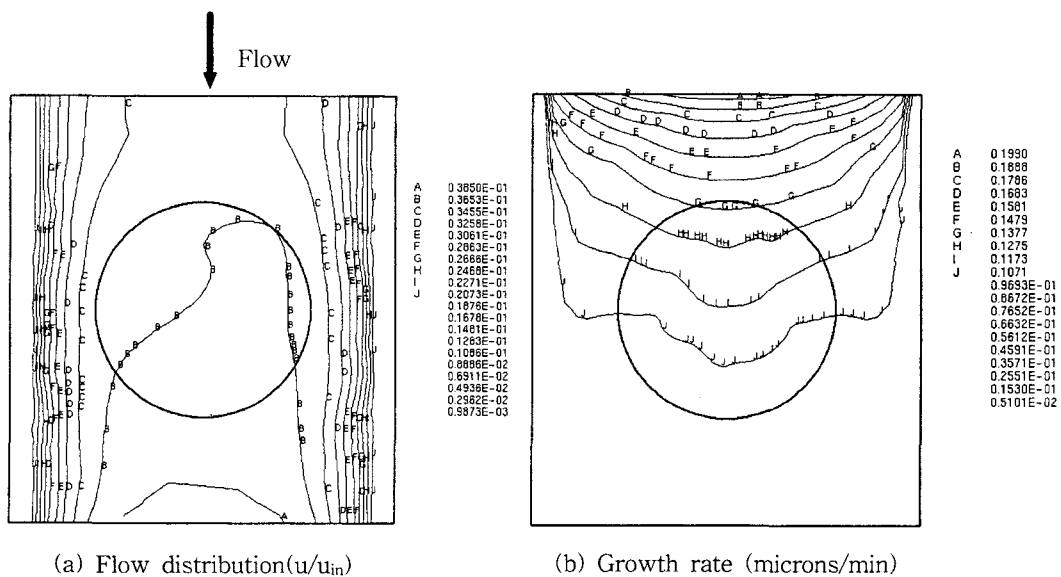 Flow
A 0.3850E-01
B 0.3653E-01
C 0.3455E-01
D 0.3258E-01
E 0.3061E-01
F 0.2863E-01
G 0.2666E-01
H 0.2468E-01
I 0.2271E-01
J 0.2073E-01
0.1876E-01
0.1678E-01
0.1481E-01
0.1283E-01
0.1086E-01
0.8886E-02
0.6911E-02
0.4936E-02
0.2962E-02
0.9873E-03
A 0.1990
B 0.1888
C 0.1786
D 0.1683
E 0.1581
F 0.1479
G 0.1377
H 0.1275
I 0.1173
J 0.1071
0.9693E-01
0.8672E-01
0.7652E-01
0.6632E-01
0.5612E-01
0.4591E-01
0.3571E-01
0.2551E-01
0.1530E-01
0.5101E-02
(a) Flow distribution(u/u_in)
(b) Growth rate (microns/min)